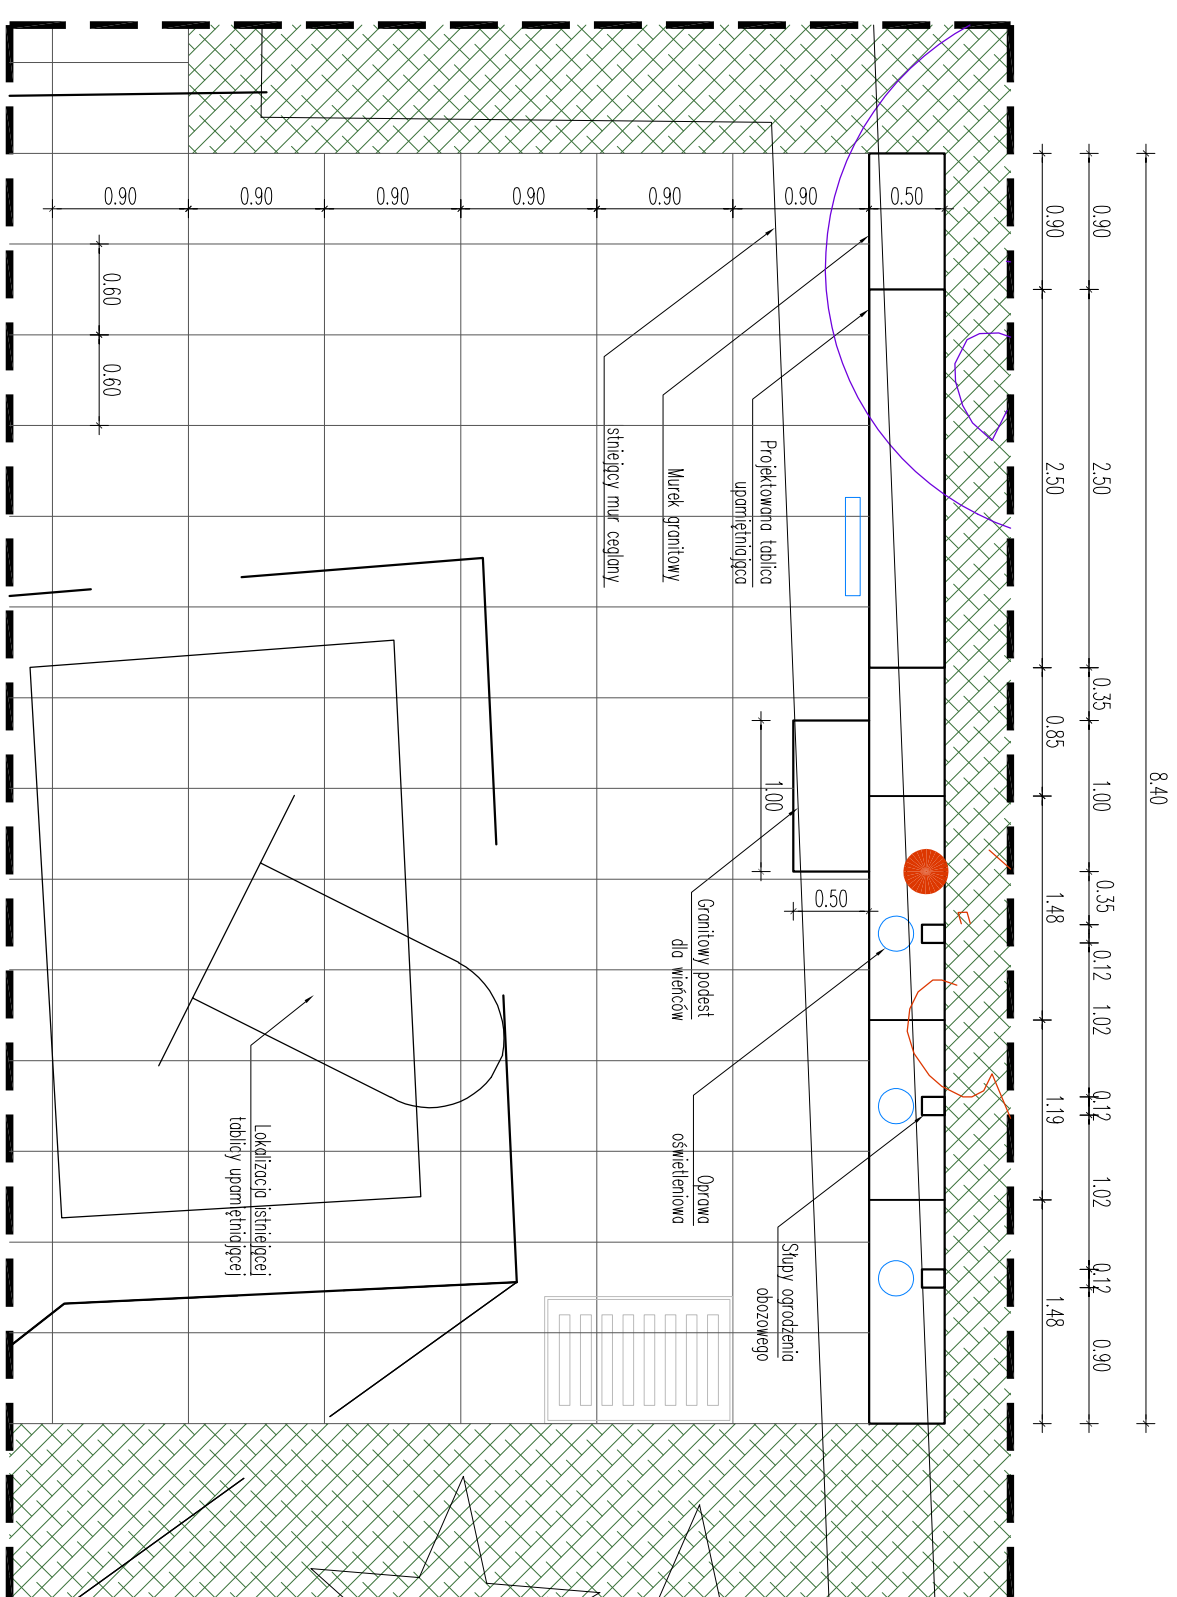 8.40
0.90
2.50
0.35
1.00
0.35
0.12
1.02
0.12
1.02
0.12
0.90
0.90
2.50
0.85
1.48
1.19
1.48
0.50
0.90
0.90
0.90
0.90
0.90
0.90
0.60
0.60
1.00
0.50
Projektowana tablica
upamiętniająca
Murek granitowy
stniejący mur ceglany
Granitowy podest
dla wieńców
Oprawa
oświetleniowa
Słupy ogrodzenia
obozowego
Lokalizacja istniejącej
tablicy upamiętniającej